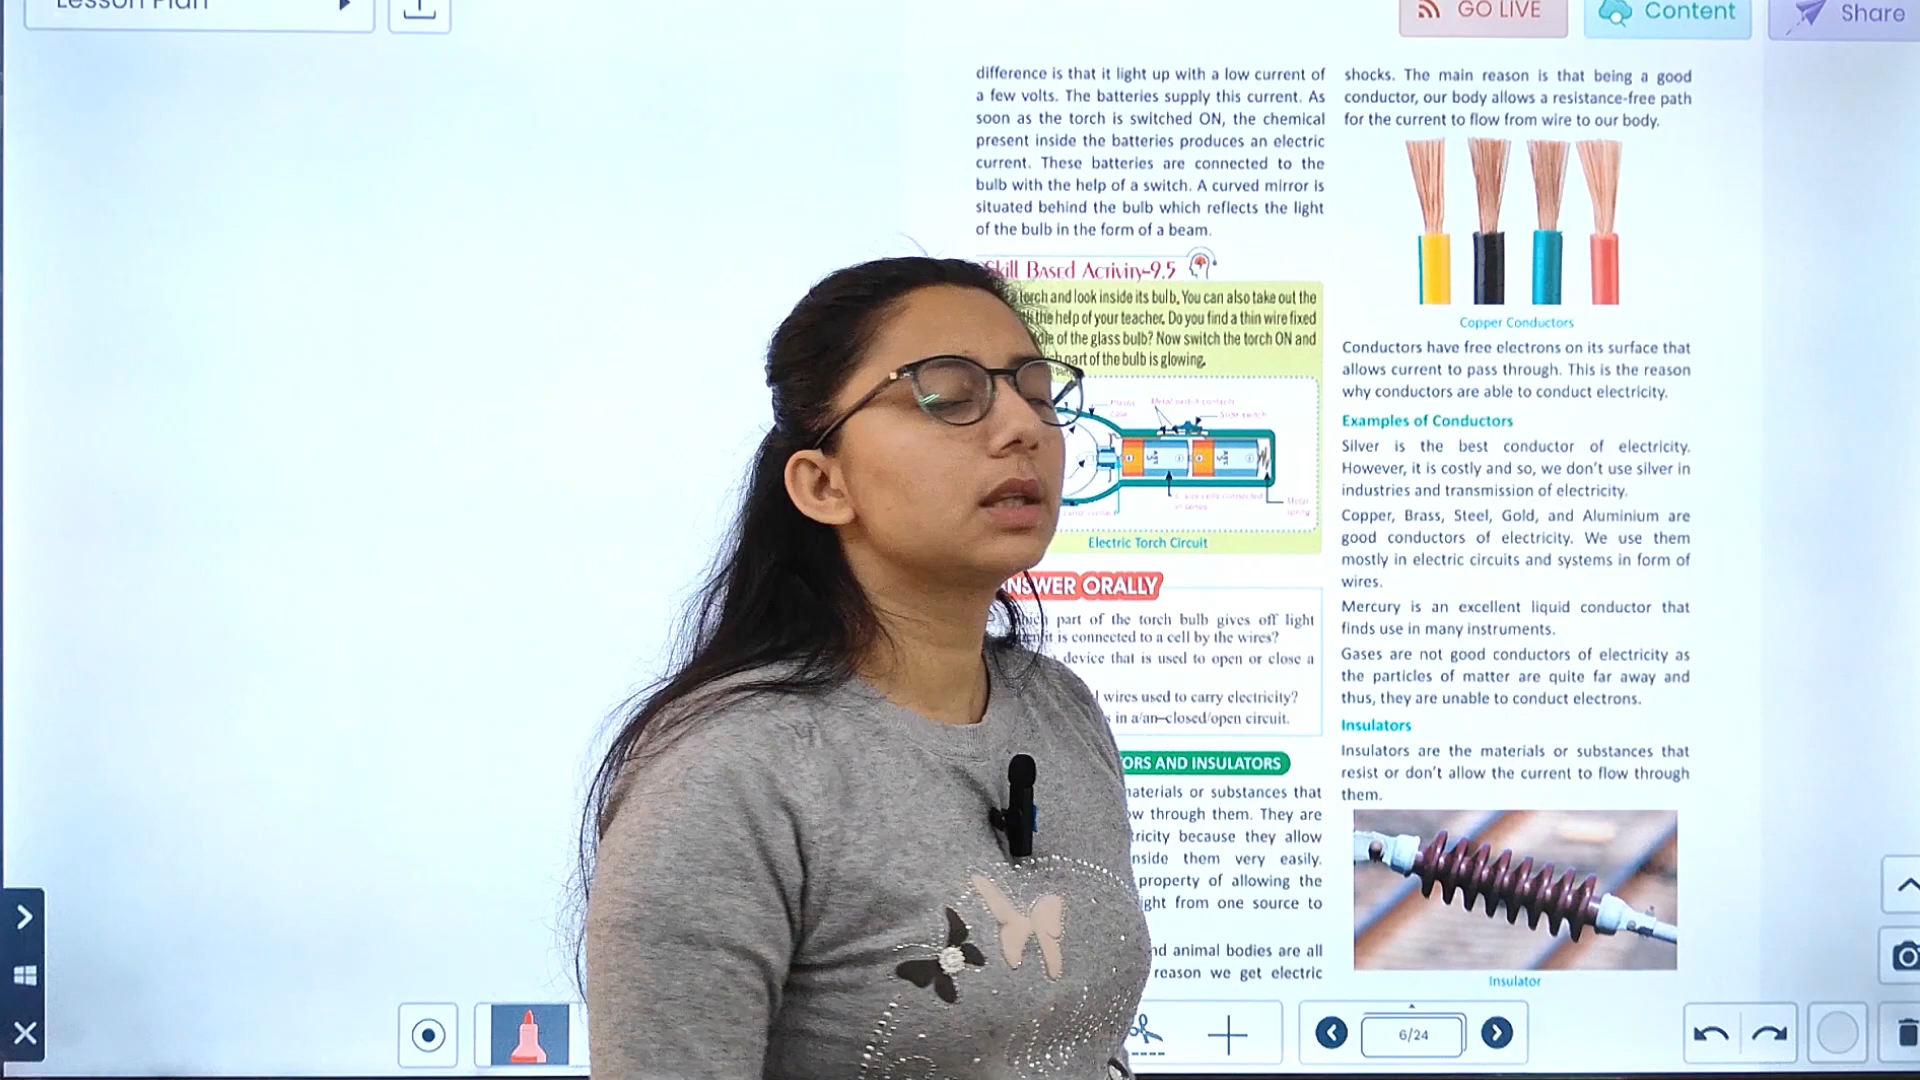 Lesson Plan
GO LIVE
Content
Share
difference is that it light up with a low current of
a few volts. The batteries supply this current. As
soon as the torch is switched ON, the chemical
present inside the batteries produces an electric
current. These batteries are connected to the
bulb with the help of a switch. A curved mirror is
situated behind the bulb which reflects the light
of the bulb in the form of a beam.
Skill Based Activity-9.5
torch and look inside its bulb. You can also take out the
the help of your teacher. Do you find a thin wire fixed
of the glass bulb? Now switch the torch ON and
part of the bulb is glowing.
Metal switch contacts
Slide switch
Metal
spring
Electric Torch Circuit
ANSWER ORALLY
part of the torch bulb gives off light
it is connected to a cell by the wires?
device that is used to open or close a
wires used to carry electricity?
in a/an–closed/open circuit.
ORS AND INSULATORS
materials or substances that
through them. They are
because they allow
inside them very easily.
property of allowing the
from one source to
animal bodies are all
reason we get electric
shocks. The main reason is that being a good
conductor, our body allows a resistance-free path
for the current to flow from wire to our body.
Copper Conductors
Conductors have free electrons on its surface that
allows current to pass through. This is the reason
why conductors are able to conduct electricity.
Examples of Conductors
Silver is the best conductor of electricity.
However, it is costly and so, we don't use silver in
industries and transmission of electricity.
Copper, Brass, Steel, Gold, and Aluminium are
good conductors of electricity. We use them
mostly in electric circuits and systems in form of
wires.
Mercury is an excellent liquid conductor that
finds use in many instruments.
Gases are not good conductors of electricity as
the particles of matter are quite far away and
thus, they are unable to conduct electrons.
Insulators
Insulators are the materials or substances that
resist or don't allow the current to flow through
them.
Insulator
6/24